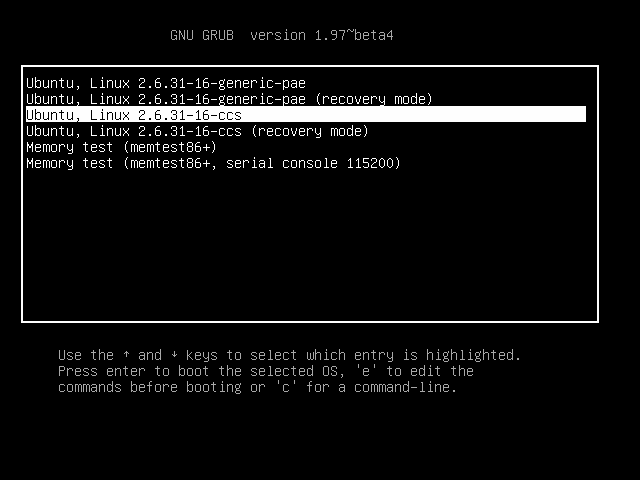 GNU GRUB  version 1.97~beta4
Ubuntu, Linux 2.6.31-16-generic-pae
Ubuntu, Linux 2.6.31-16-generic-pae (recovery mode)
Ubuntu, Linux 2.6.31-16-ccs
Ubuntu, Linux 2.6.31-16-ccs (recovery mode)
Memory test (memtest86+)
Memory test (memtest86+, serial console 115200)
Use the ↑ and ↓ keys to select which entry is highlighted.
Press enter to boot the selected OS, 'e' to edit the
commands before booting or 'c' for a command-line.